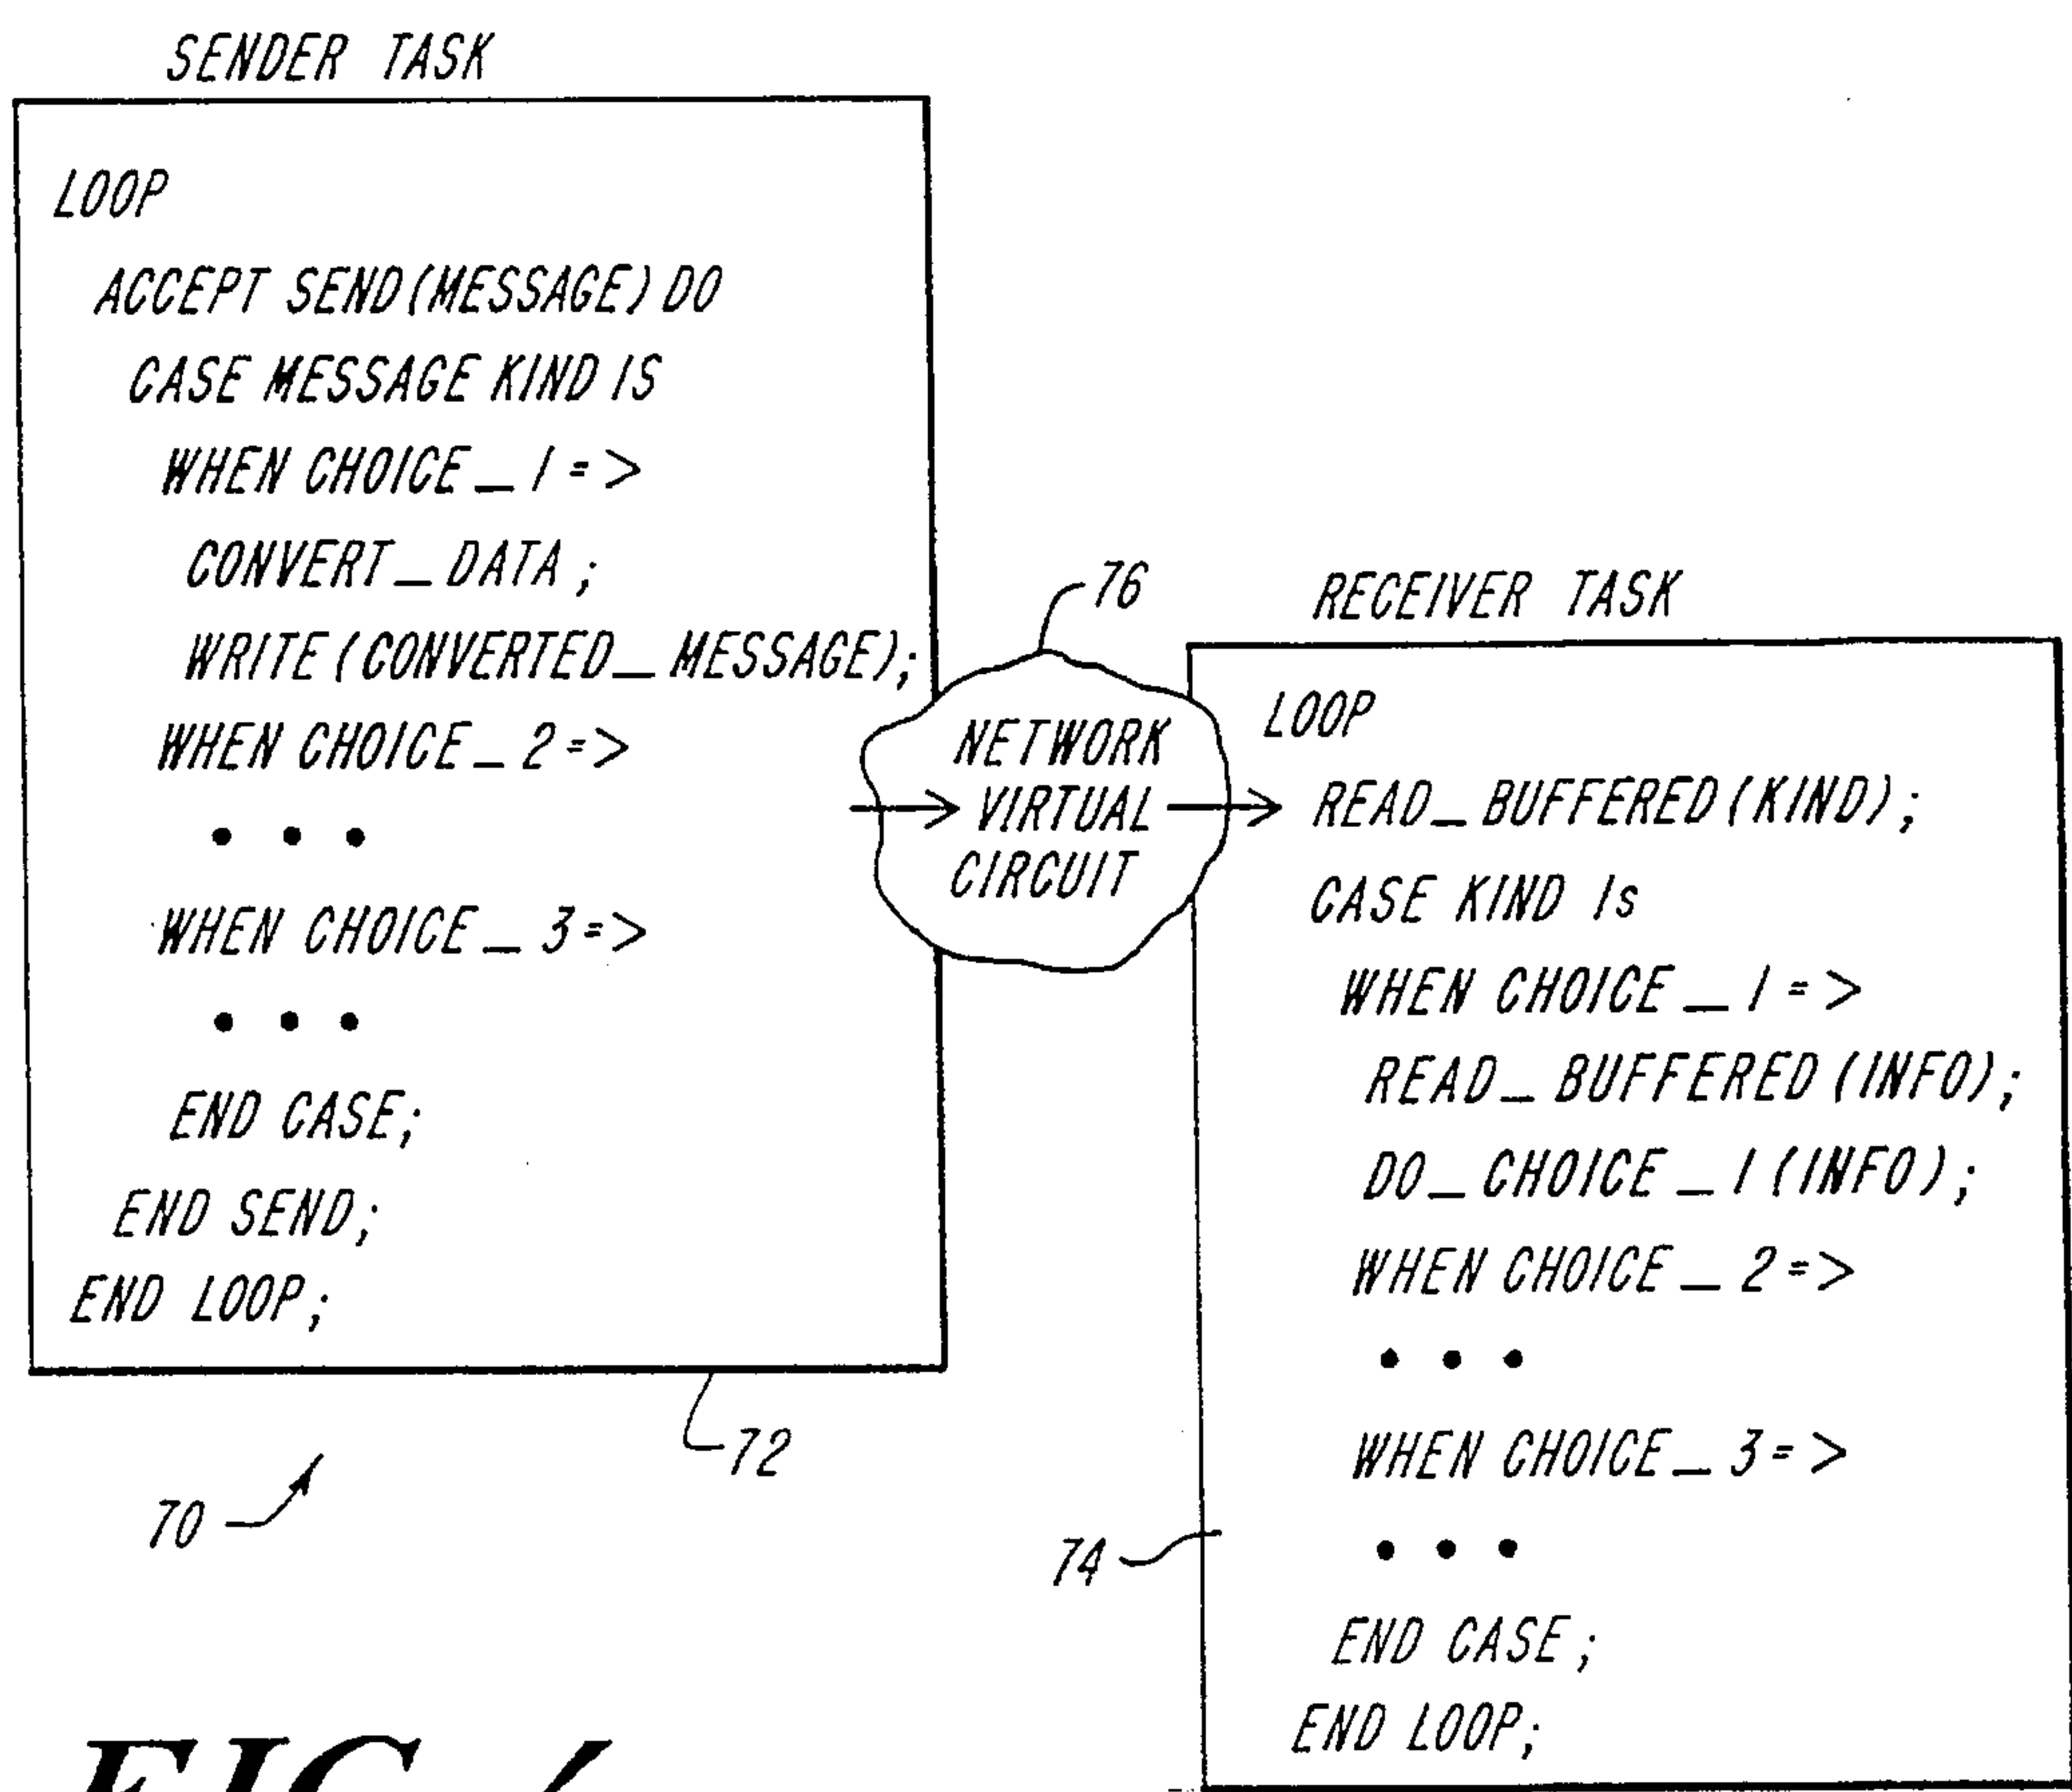 SENDER TASK
LOOP
ACCEPT SEND(MESSAGE) DO
CASE MESSAGE KIND IS
WHEN CHOICE_1=>
CONVERT_DATA;
WRITE(CONVERTED_MESSAGE);
WHEN CHOICE_2=>
• • •
WHEN CHOICE_3=>
• • •
END CASE;
END SEND;
END LOOP;
72
70
76
NETWORK
VIRTUAL
CIRCUIT
RECEIVER TASK
LOOP
READ_BUFFERED(KIND);
CASE KIND Is
WHEN CHOICE_1=>
READ_BUFFERED(INFO);
DO_CHOICE_1(INFO);
WHEN CHOICE_2=>
• • •
WHEN CHOICE_3=>
• • •
END CASE;
END LOOP;
74
FIG.